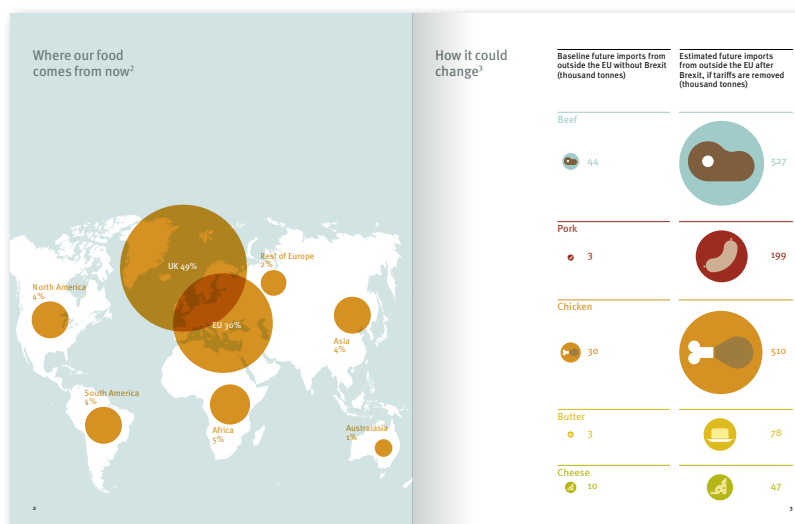 Where our food
comes from now2
UK 49%
Rest of Europe
2%
North America
4%
EU 30%
Asia
4%
South America
4%
Africa
5%
Australasia
1%
2
How it could
change3
Baseline future imports from
outside the EU without Brexit
(thousand tonnes)
Estimated future imports
from outside the EU after
Brexit, if tariffs are removed
(thousand tonnes)
Beef
44
527
Pork
3
199
Chicken
30
510
Butter
3
78
Cheese
10
47
3